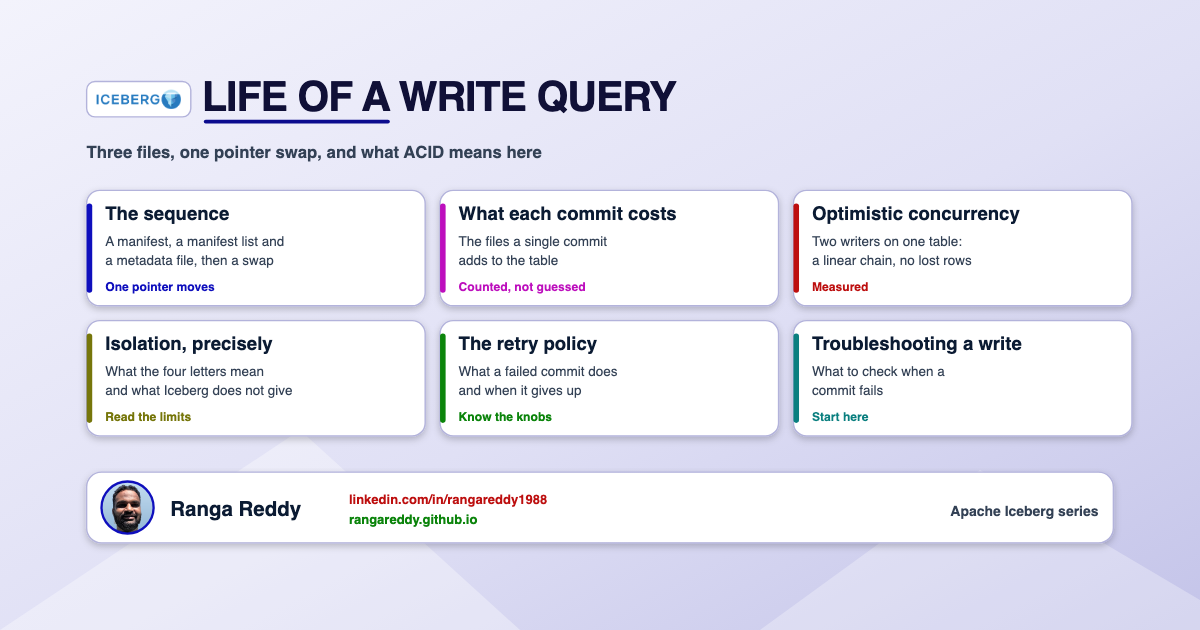 ICEBERG
LIFE OF A WRITE QUERY
Three files, one pointer swap, and what ACID means here
The sequence
A manifest, a manifest list and
a metadata file, then a swap
One pointer moves
What each commit costs
The files a single commit
adds to the table
Counted, not guessed
Optimistic concurrency
Two writers on one table:
a linear chain, no lost rows
Measured
Isolation, precisely
What the four letters mean
and what Iceberg does not give
Read the limits
The retry policy
What a failed commit does
and when it gives up
Know the knobs
Troubleshooting a write
What to check when a
commit fails
Start here
Ranga Reddy
linkedin.com/in/rangareddy1988
rangareddy.github.io
Apache Iceberg series